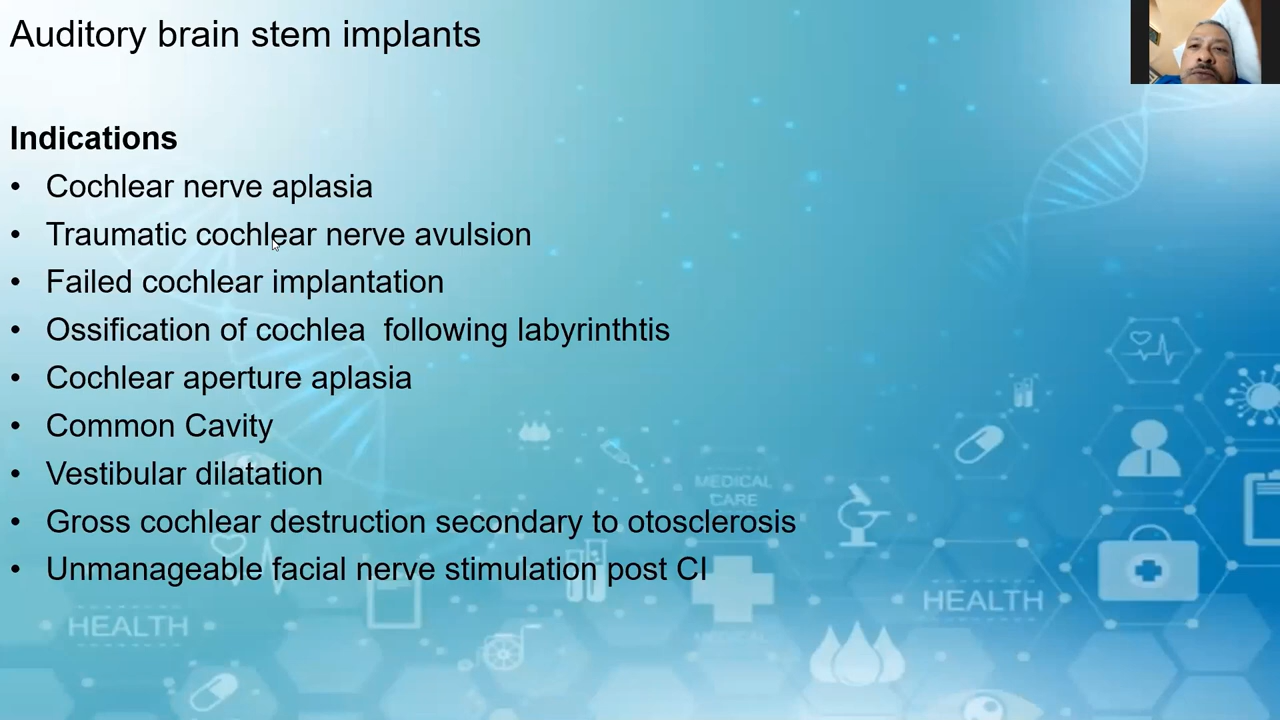 Auditory brain stem implants
Indications
• Cochlear nerve aplasia
• Traumatic cochlear nerve avulsion
• Failed cochlear implantation
• Ossification of cochlea  following labyrinthtis
• Cochlear aperture aplasia
• Common Cavity
• Vestibular dilatation
• Gross cochlear destruction secondary to otosclerosis
• Unmanageable facial nerve stimulation post CI
MEDICAL
CARE
HEALTH
HEALTH
MEDICAL